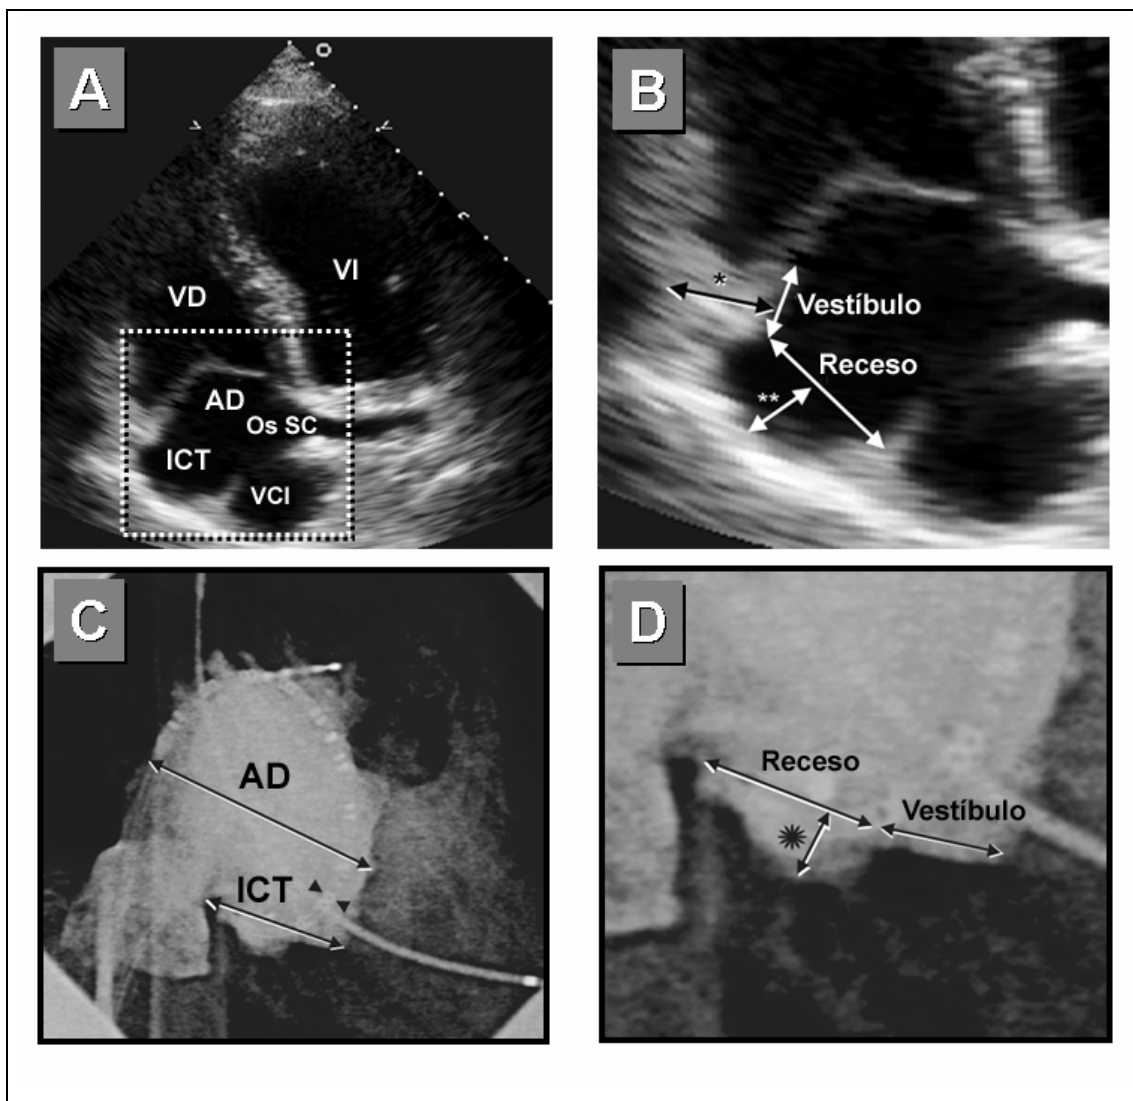 A
VI
VD
AD
Os SC
ICT
VCI
B
*
Vestíbulo
Receso
**
C
AD
ICT
D
Receso
Vestíbulo